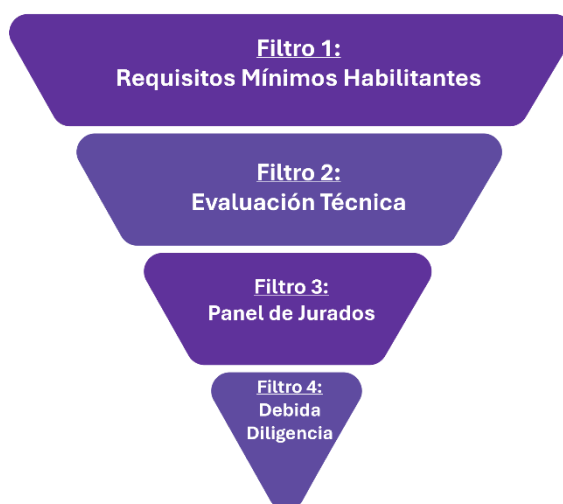 Filtro 1:
Requisitos Mínimos Habilitantes
Filtro 2:
Evaluación Técnica
Filtro 3:
Panel de Jurados
Filtro 4:
Debida
Diligencia